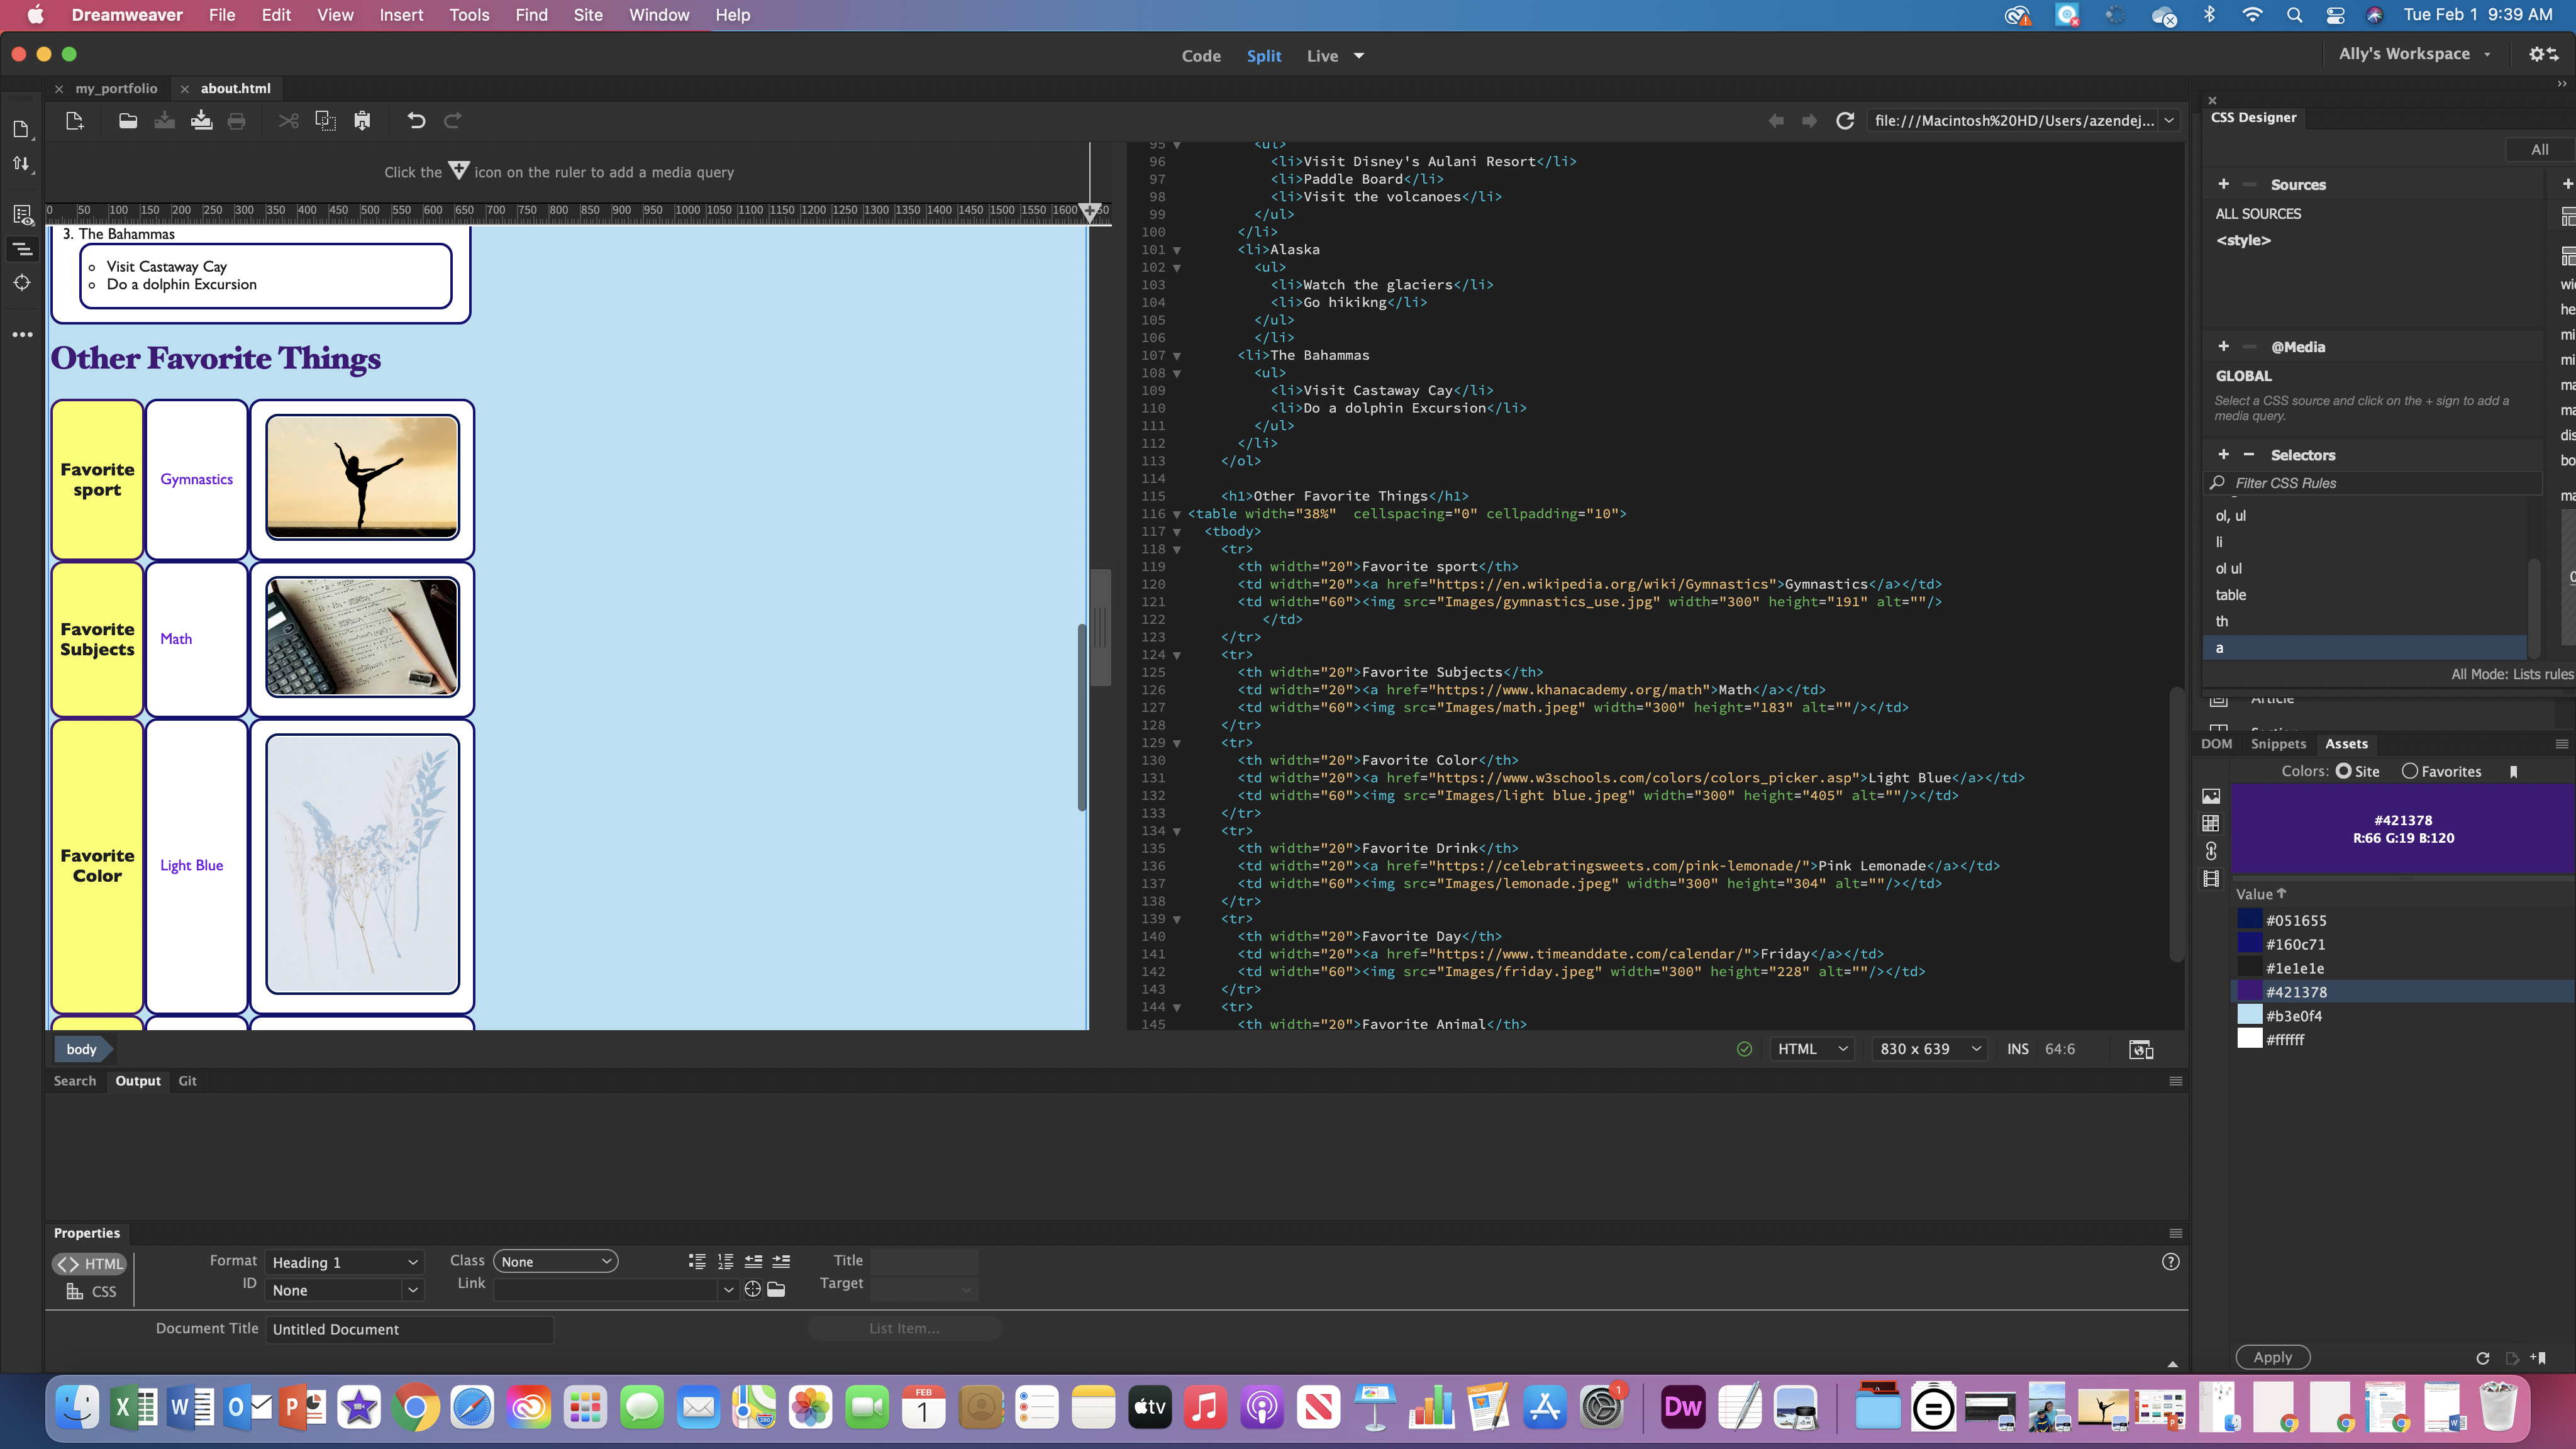 Dreamweaver File Edit View Insert Tools Find Site Window Help
Tue Feb 1 9:39 AM
Code Split Live
Ally's Workspace
my_portfolio about.html
file:///Macintosh%20HD/Users/azendej...
Click the icon on the ruler to add a media query
0 50 100 150 200 250 300 350 400 450 500 550 600 650 700 750 800 850 900 950 1000 1050 1100 1150 1200 1250 1300 1350 1400 1450 1500 1550 1600
3. The Bahammas
Visit Castaway Cay
Do a dolphin Excursion
Other Favorite Things
Favorite sport
Gymnastics
Favorite Subjects
Math
Favorite Color
Light Blue
95 <ul>
96 <li>Visit Disney's Aulani Resort</li>
97 <li>Paddle Board</li>
98 <li>Visit the volcanoes</li>
99 </ul>
100 </li>
101 <li>Alaska
102 <ul>
103 <li>Watch the glaciers</li>
104 <li>Go hikikng</li>
105 </ul>
106 </li>
107 <li>The Bahammas
108 <ul>
109 <li>Visit Castaway Cay</li>
110 <li>Do a dolphin Excursion</li>
111 </ul>
112 </li>
113 </ol>
114
115 <h1>Other Favorite Things</h1>
116 <table width="38%"  cellspacing="0" cellpadding="10">
117 <tbody>
118 <tr>
119 <th width="20">Favorite sport</th>
120 <td width="20"><a href="https://en.wikipedia.org/wiki/Gymnastics">Gymnastics</a></td>
121 <td width="60"><img src="Images/gymnastics_use.jpg" width="300" height="191" alt=""/>
122 </td>
123 </tr>
124 <tr>
125 <th width="20">Favorite Subjects</th>
126 <td width="20"><a href="https://www.khanacademy.org/math">Math</a></td>
127 <td width="60"><img src="Images/math.jpeg" width="300" height="183" alt=""/></td>
128 </tr>
129 <tr>
130 <th width="20">Favorite Color</th>
131 <td width="20"><a href="https://www.w3schools.com/colors/colors_picker.asp">Light Blue</a></td>
132 <td width="60"><img src="Images/light blue.jpeg" width="300" height="405" alt=""/></td>
133 </tr>
134 <tr>
135 <th width="20">Favorite Drink</th>
136 <td width="20"><a href="https://celebratingsweets.com/pink-lemonade/">Pink Lemonade</a></td>
137 <td width="60"><img src="Images/lemonade.jpeg" width="300" height="304" alt=""/></td>
138 </tr>
139 <tr>
140 <th width="20">Favorite Day</th>
141 <td width="20"><a href="https://www.timeanddate.com/calendar/">Friday</a></td>
142 <td width="60"><img src="Images/friday.jpeg" width="300" height="228" alt=""/></td>
143 </tr>
144 <tr>
145 <th width="20">Favorite Animal</th>
body
HTML 830 x 639 INS 64:6
Search Output Git
Properties
HTML
CSS
Format Heading 1
ID None
Class None
Link
Title
Target
Document Title Untitled Document
List Item...
CSS Designer
All
Sources
ALL SOURCES
<style>
@Media
GLOBAL
Select a CSS source and click on the + sign to add a
media query.
Selectors
Filter CSS Rules
ol, ul
li
ol ul
table
th
a
All Mode: Lists rules
wi
he
mi
mi
ma
ma
dis
bo
ma
Article
DOM Snippets Assets
Colors: Site Favorites
#421378
R:66 G:19 B:120
Value
#051655
#160c71
#1e1e1e
#421378
#b3e0f4
#ffffff
Apply
FEB
1
tv
Dw
1